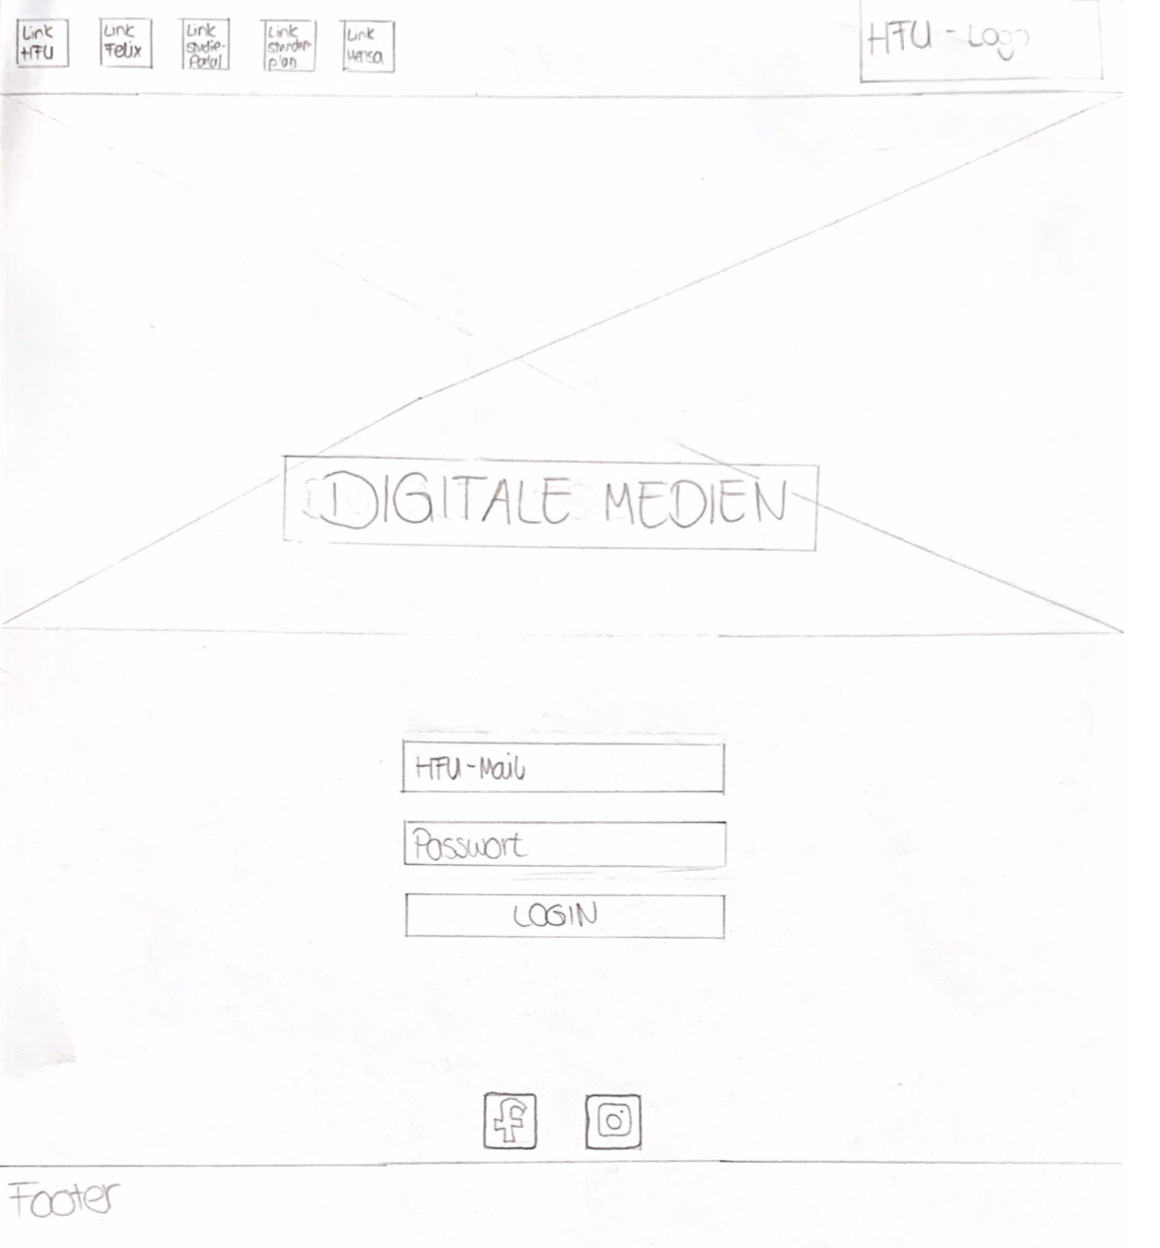 Link
HFU
Link
Felix
Link
Studie-
Portal
Link
stunden
plan
Link
Versa
HFU - Logo
DIGITALE MEDIEN
HFU-Mail
Passwort
LOGIN
f
Footer